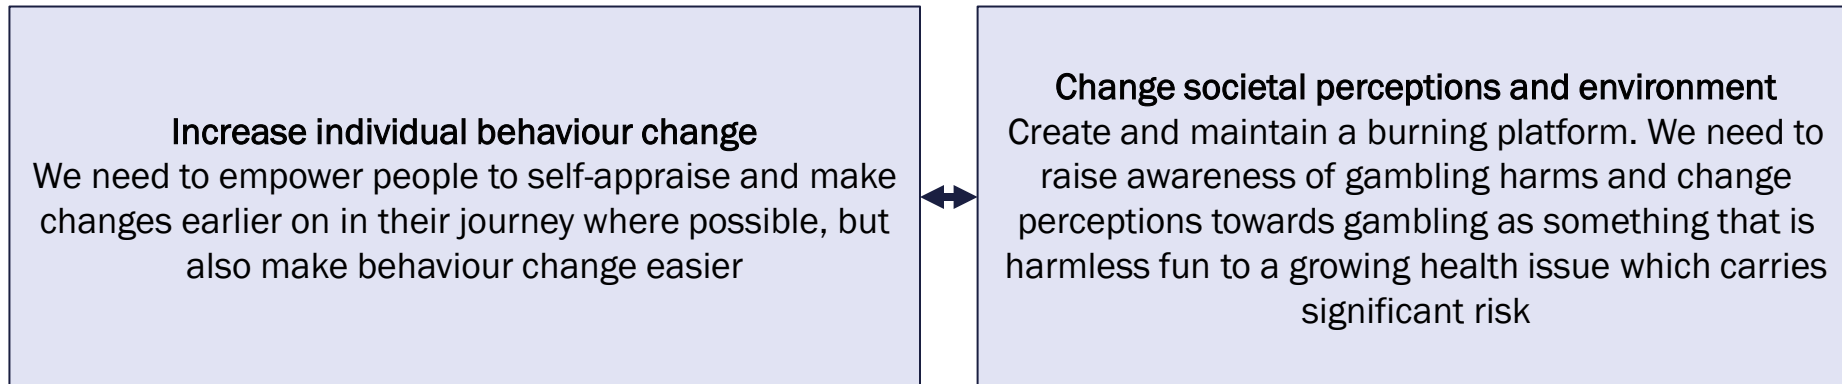 Increase individual behaviour change
We need to empower people to self-appraise and make
changes earlier on in their journey where possible, but
also make behaviour change easier
Change societal perceptions and environment
Create and maintain a burning platform. We need to
raise awareness of gambling harms and change
perceptions towards gambling as something that is
harmless fun to a growing health issue which carries
significant risk